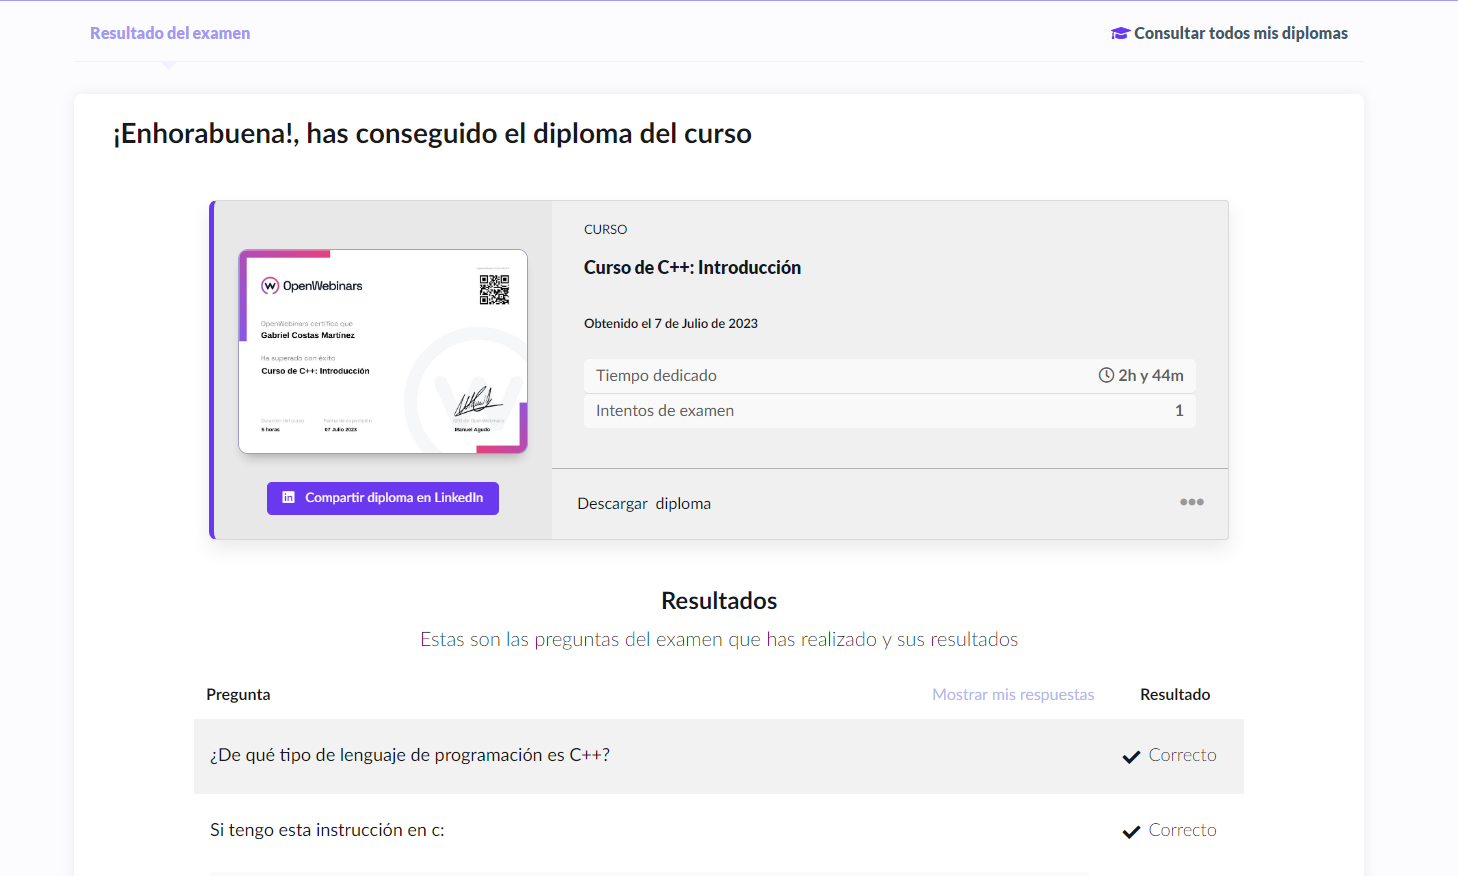 Resultado del examen
Consultar todos mis diplomas
¡Enhorabuena!, has conseguido el diploma del curso
OpenWebinars
OpenWebinars certifica que
Gabriel Costas Martínez
Ha superado con éxito
Curso de C++: Introducción
Duración del curso
Fecha de expedición
5 horas
07 Julio 2023
Manuel Agudo
Compartir diploma en LinkedIn
CURSO
Curso de C++: Introducción
Obtenido el 7 de Julio de 2023
Tiempo dedicado
2h y 44m
Intentos de examen
1
Descargar diploma
Resultados
Estas son las preguntas del examen que has realizado y sus resultados
Pregunta
Mostrar mis respuestas
Resultado
¿De qué tipo de lenguaje de programación es C++?
Correcto
Si tengo esta instrucción en c:
Correcto